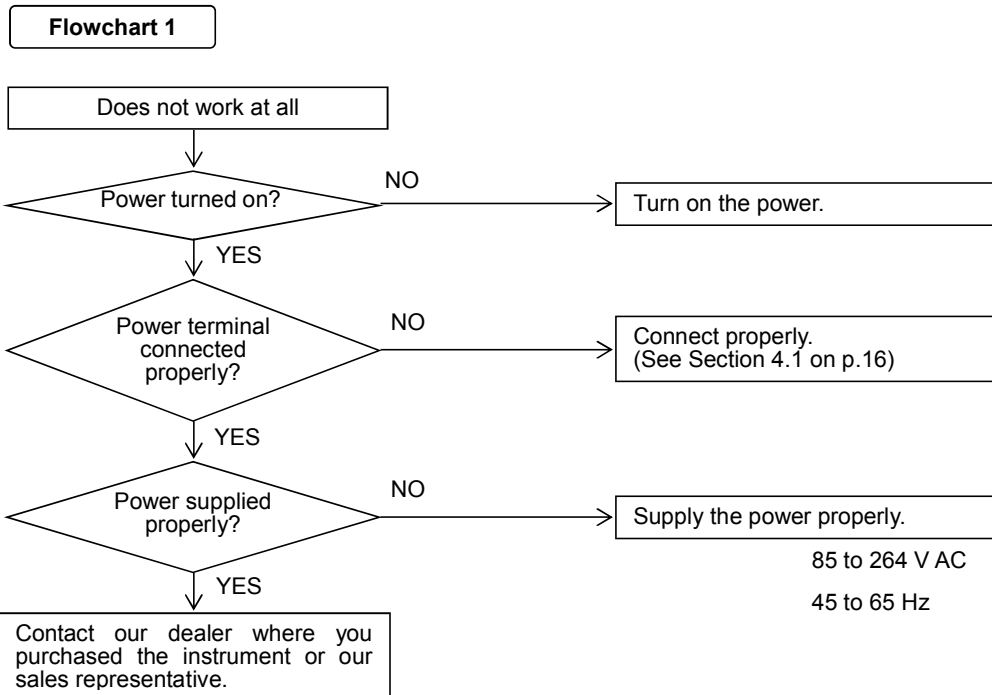 Flowchart 1
Does not work at all
Power turned on?
NO
Turn on the power.
YES
Power terminal
connected
properly?
NO
Connect properly.
(See Section 4.1 on p.16)
YES
Power supplied
properly?
NO
Supply the power properly.
85 to 264 V AC
45 to 65 Hz
YES
Contact our dealer where you
purchased the instrument or our
sales representative.